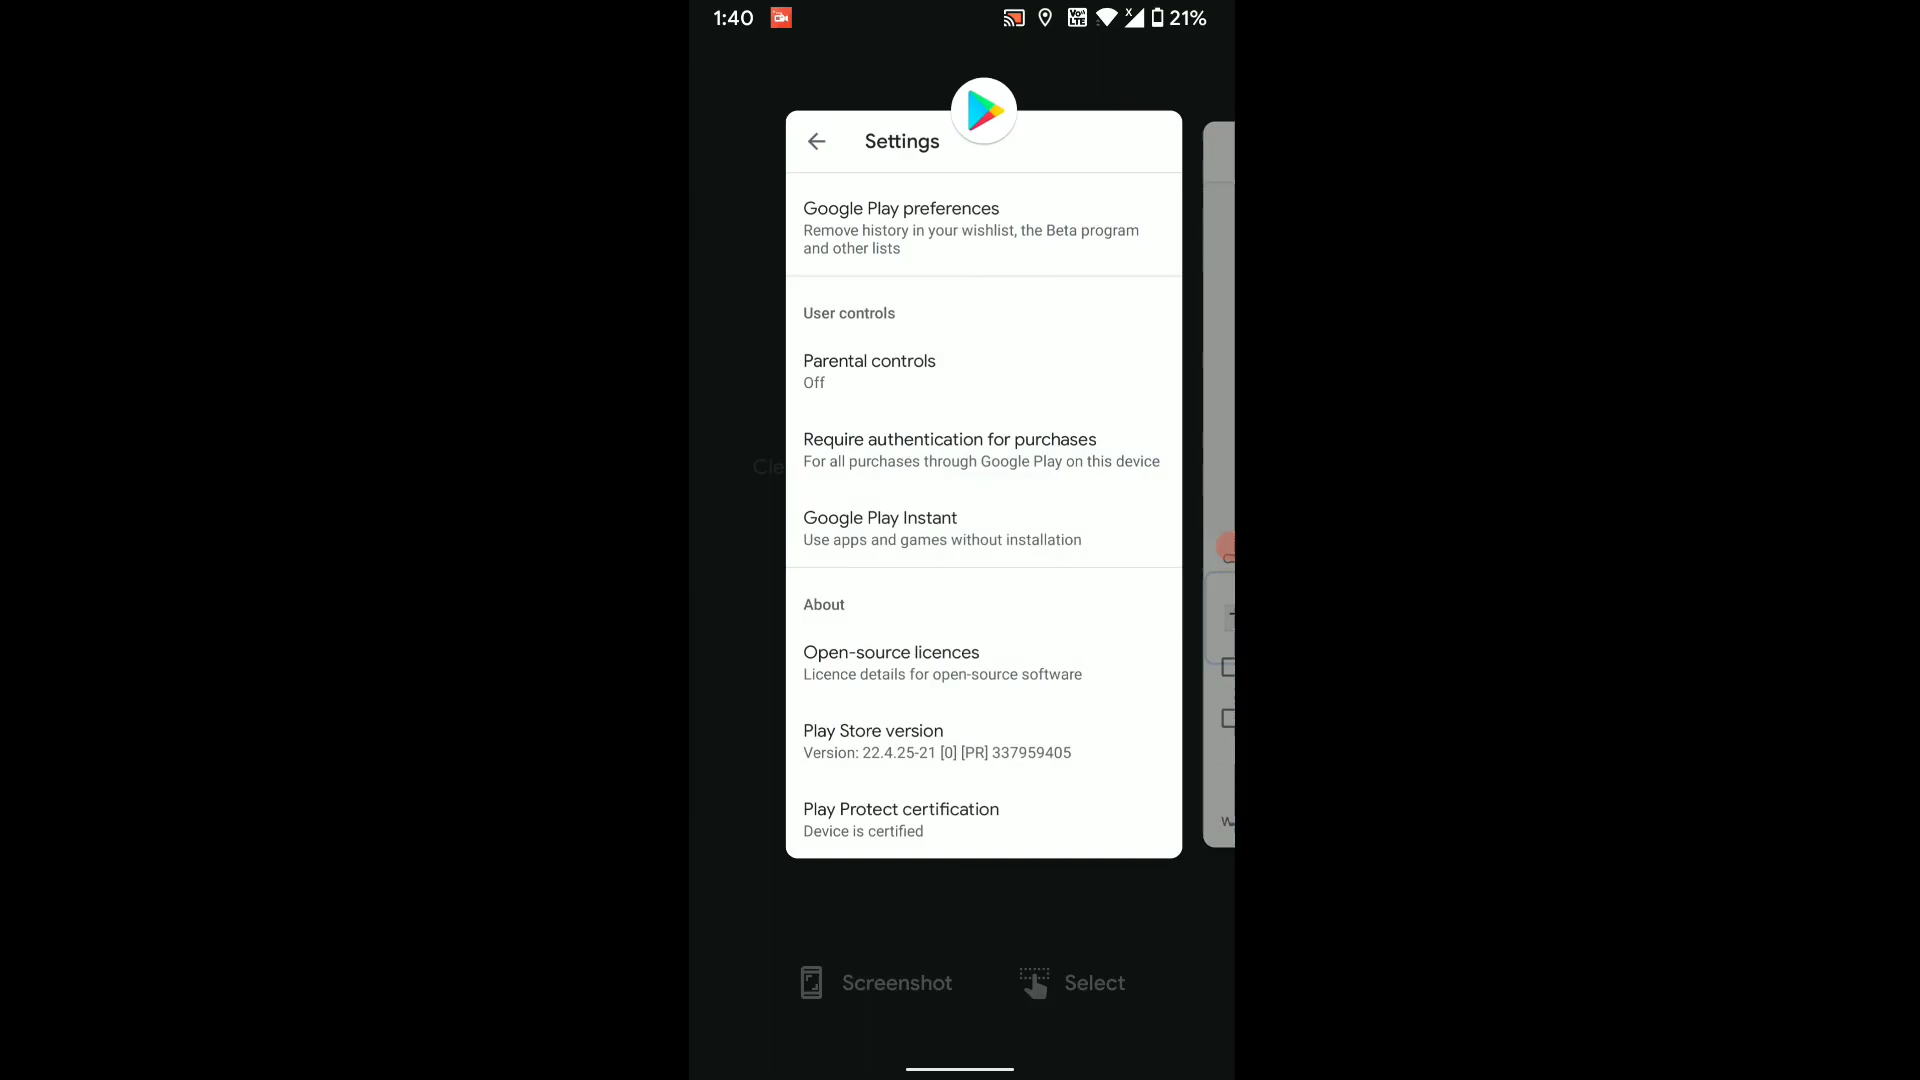 1:40
Vo LTE
X
21%
Settings
Google Play preferences
Remove history in your wishlist, the Beta program
and other lists
User controls
Parental controls
Off
Cle
Require authentication for purchases
For all purchases through Google Play on this device
Google Play Instant
Use apps and games without installation
About
Open-source licences
Licence details for open-source software
Play Store version
Version: 22.4.25-21 [0] [PR] 337959405
Play Protect certification
Device is certified
Screenshot
Select